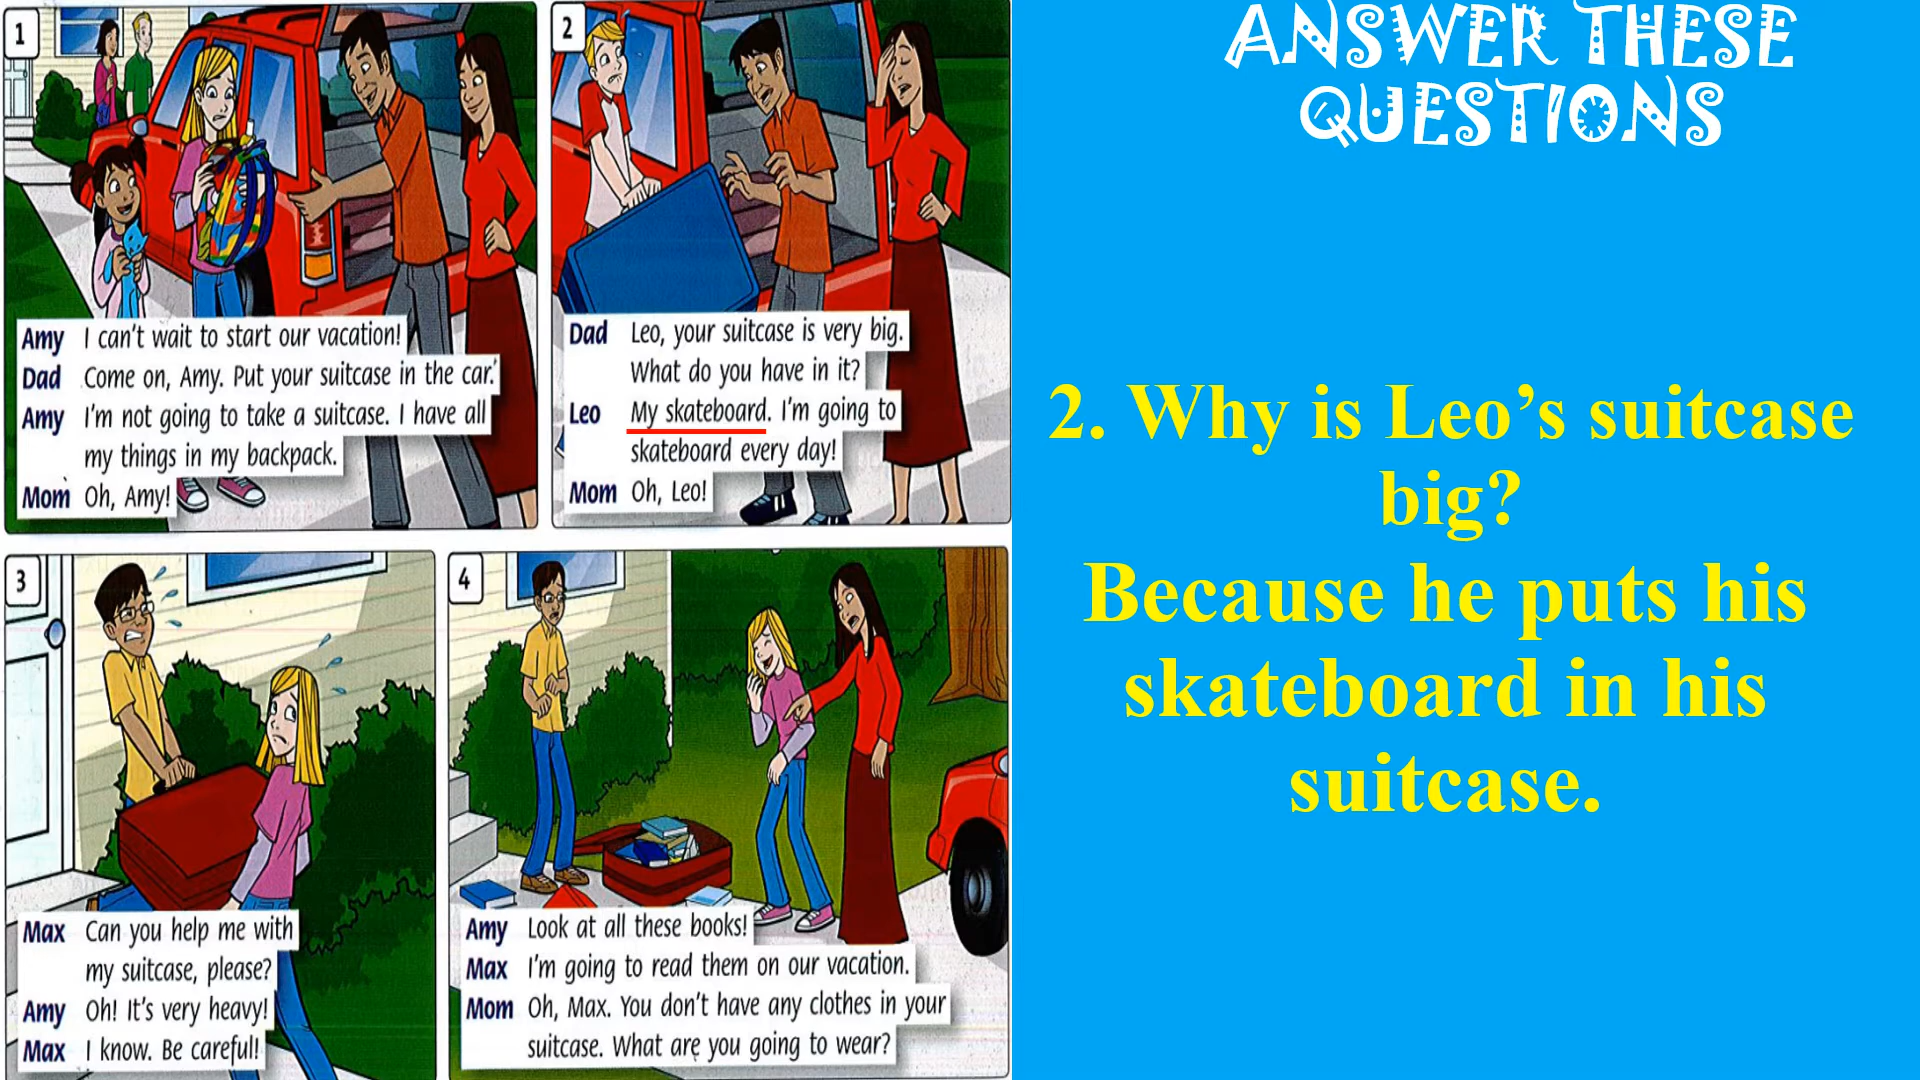 1
Amy I can't wait to start our vacation!
Dad Come on, Amy. Put your suitcase in the car.
Amy I'm not going to take a suitcase. I have all
my things in my backpack.
Mom Oh, Amy!
2
Dad Leo, your suitcase is very big.
What do you have in it?
Leo My skateboard. I'm going to
skateboard every day!
Mom Oh, Leo!
3
Max Can you help me with
my suitcase, please?
Amy Oh! It's very heavy!
Max I know. Be careful!
4
Amy Look at all these books!
Max I'm going to read them on our vacation.
Mom Oh, Max. You don't have any clothes in your
suitcase. What are you going to wear?
ANSWER THESE
QUESTIONS
2. Why is Leo’s suitcase
big?
Because he puts his
skateboard in his
suitcase.